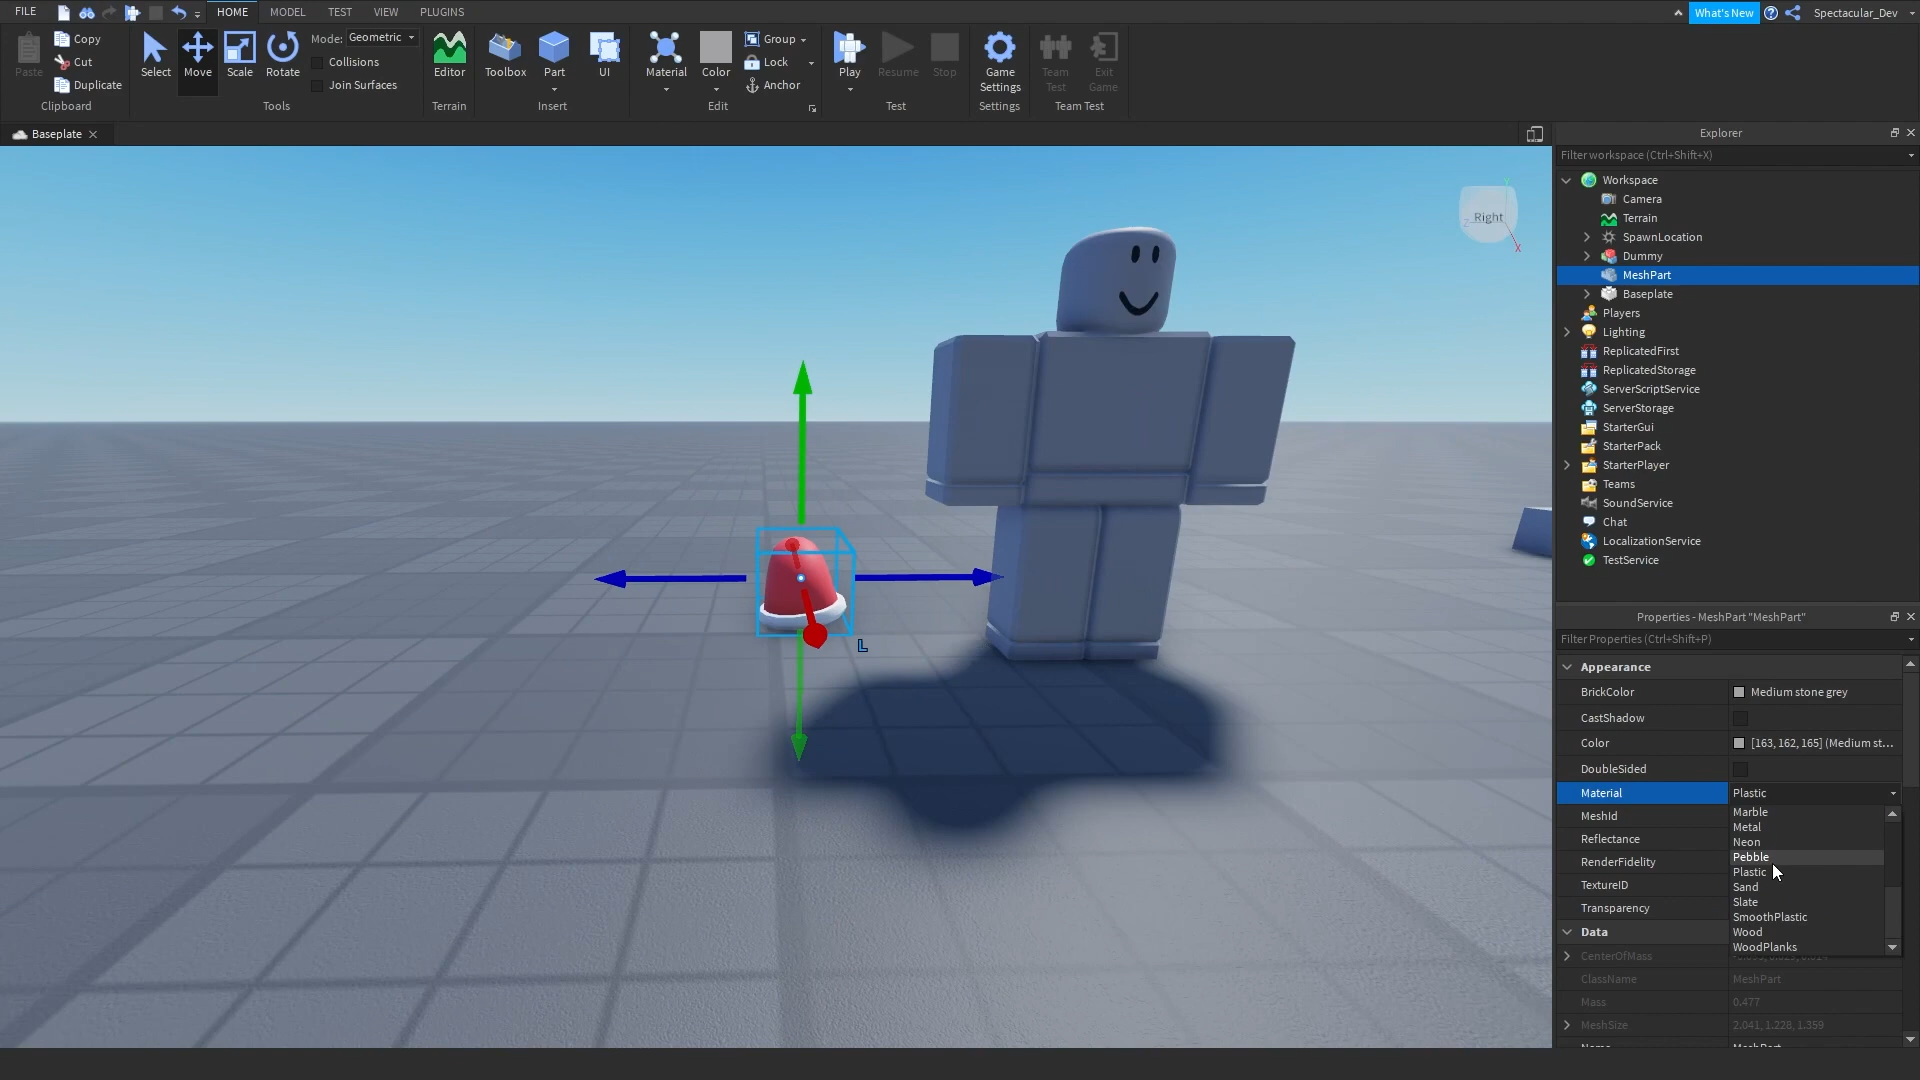 FILE HOME MODEL TEST VIEW PLUGINS What's New Spectacular_Dev
Paste Copy Cut Duplicate Clipboard
Select Move Scale Rotate Mode: Geometric Collisions Join Surfaces Tools
Editor Terrain
Toolbox Part UI Insert
Material Color Group Lock Anchor Edit
Play Resume Stop Test
Game Settings Settings
Team Test Exit Game Team Test
Baseplate
Right
Z
Y
X
L
Explorer
Filter workspace (Ctrl+Shift+X)
Workspace
Camera
Terrain
SpawnLocation
Dummy
MeshPart
Baseplate
Players
Lighting
ReplicatedFirst
ReplicatedStorage
ServerScriptService
ServerStorage
StarterGui
StarterPack
StarterPlayer
Teams
SoundService
Chat
LocalizationService
TestService
Properties - MeshPart "MeshPart"
Filter Properties (Ctrl+Shift+P)
Appearance
BrickColor Medium stone grey
CastShadow
Color [163, 162, 165] (Medium st...
DoubleSided
Material Plastic
MeshId
Reflectance
RenderFidelity
TextureID
Transparency
Marble
Metal
Neon
Pebble
Plastic
Sand
Slate
SmoothPlastic
Wood
WoodPlanks
Data
CenterOfMass
ClassName MeshPart
Mass 0.477
MeshSize 2.041, 1.228, 1.359
Name MeshPart